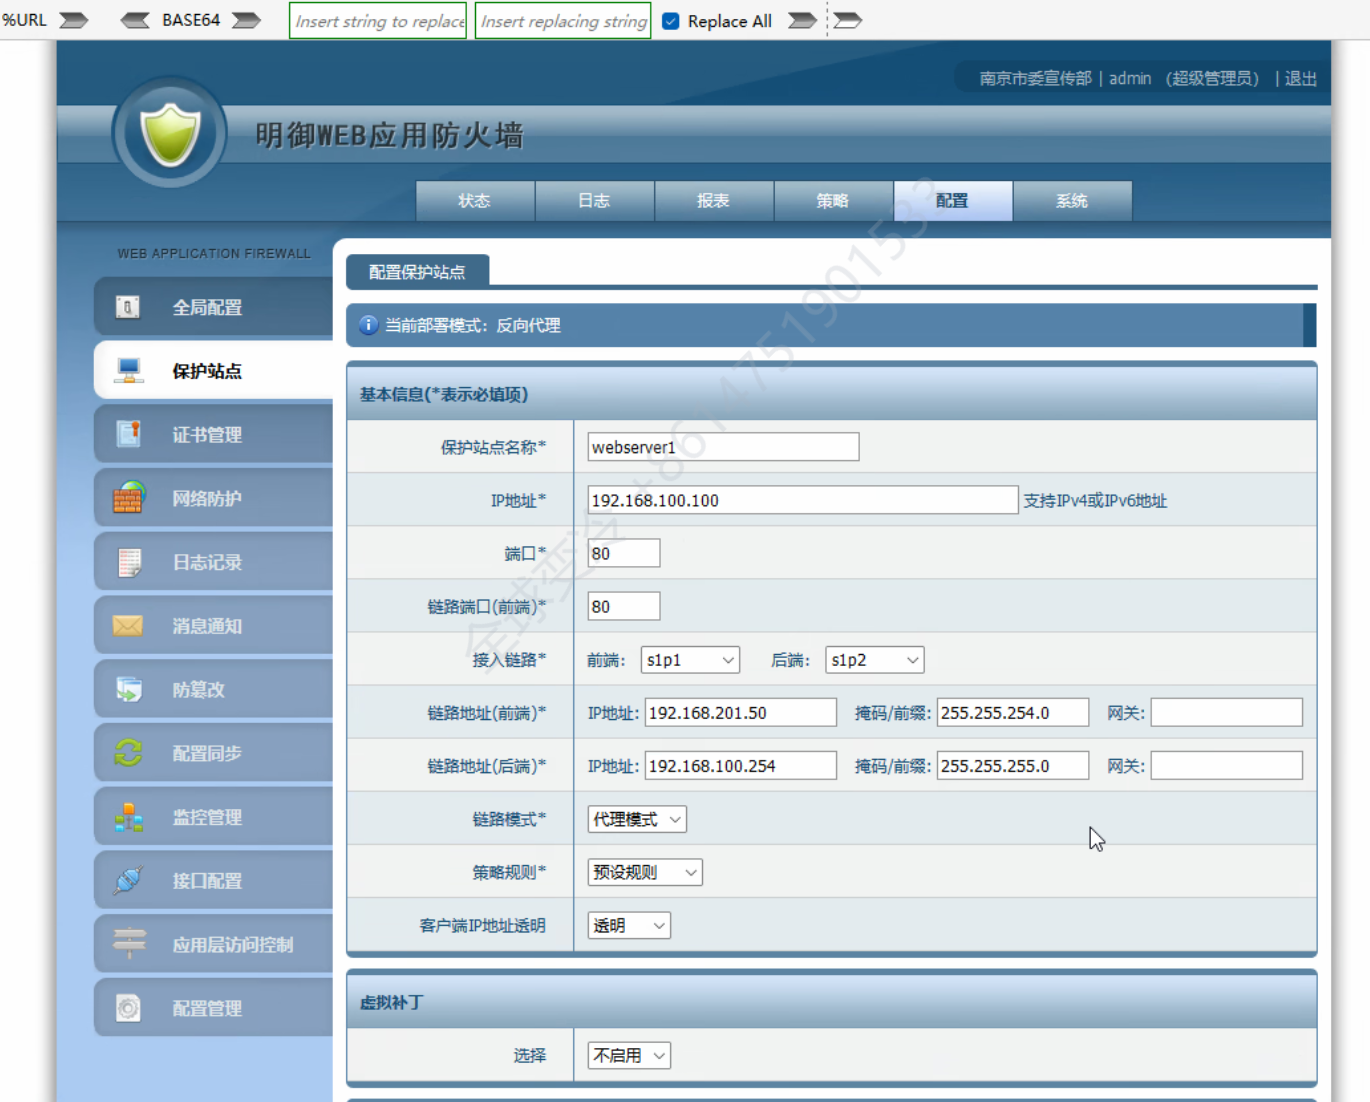 %URL BASE64 Insert string to replace Insert replacing string Replace All
南京市委宣传部 | admin （超级管理员） | 退出
明御WEB应用防火墙
状态 日志 报表 策略 配置 系统
WEB APPLICATION FIREWALL
全局配置
保护站点
证书管理
网络防护
日志记录
消息通知
防篡改
配置同步
监控管理
接口配置
应用层访问控制
配置管理
配置保护站点
当前部署模式：反向代理
基本信息(*表示必填项)
保护站点名称* webserver1
IP地址* 192.168.100.100 支持IPv4或IPv6地址
端口* 80
链路端口(前端)* 80
接入链路* 前端: s1p1 后端: s1p2
链路地址(前端)* IP地址: 192.168.201.50 掩码/前缀: 255.255.254.0 网关:
链路地址(后端)* IP地址: 192.168.100.254 掩码/前缀: 255.255.255.0 网关:
链路模式* 代理模式
策略规则* 预设规则
客户端IP地址透明 透明
虚拟补丁
选择 不启用
全球变冷 +8614751901533